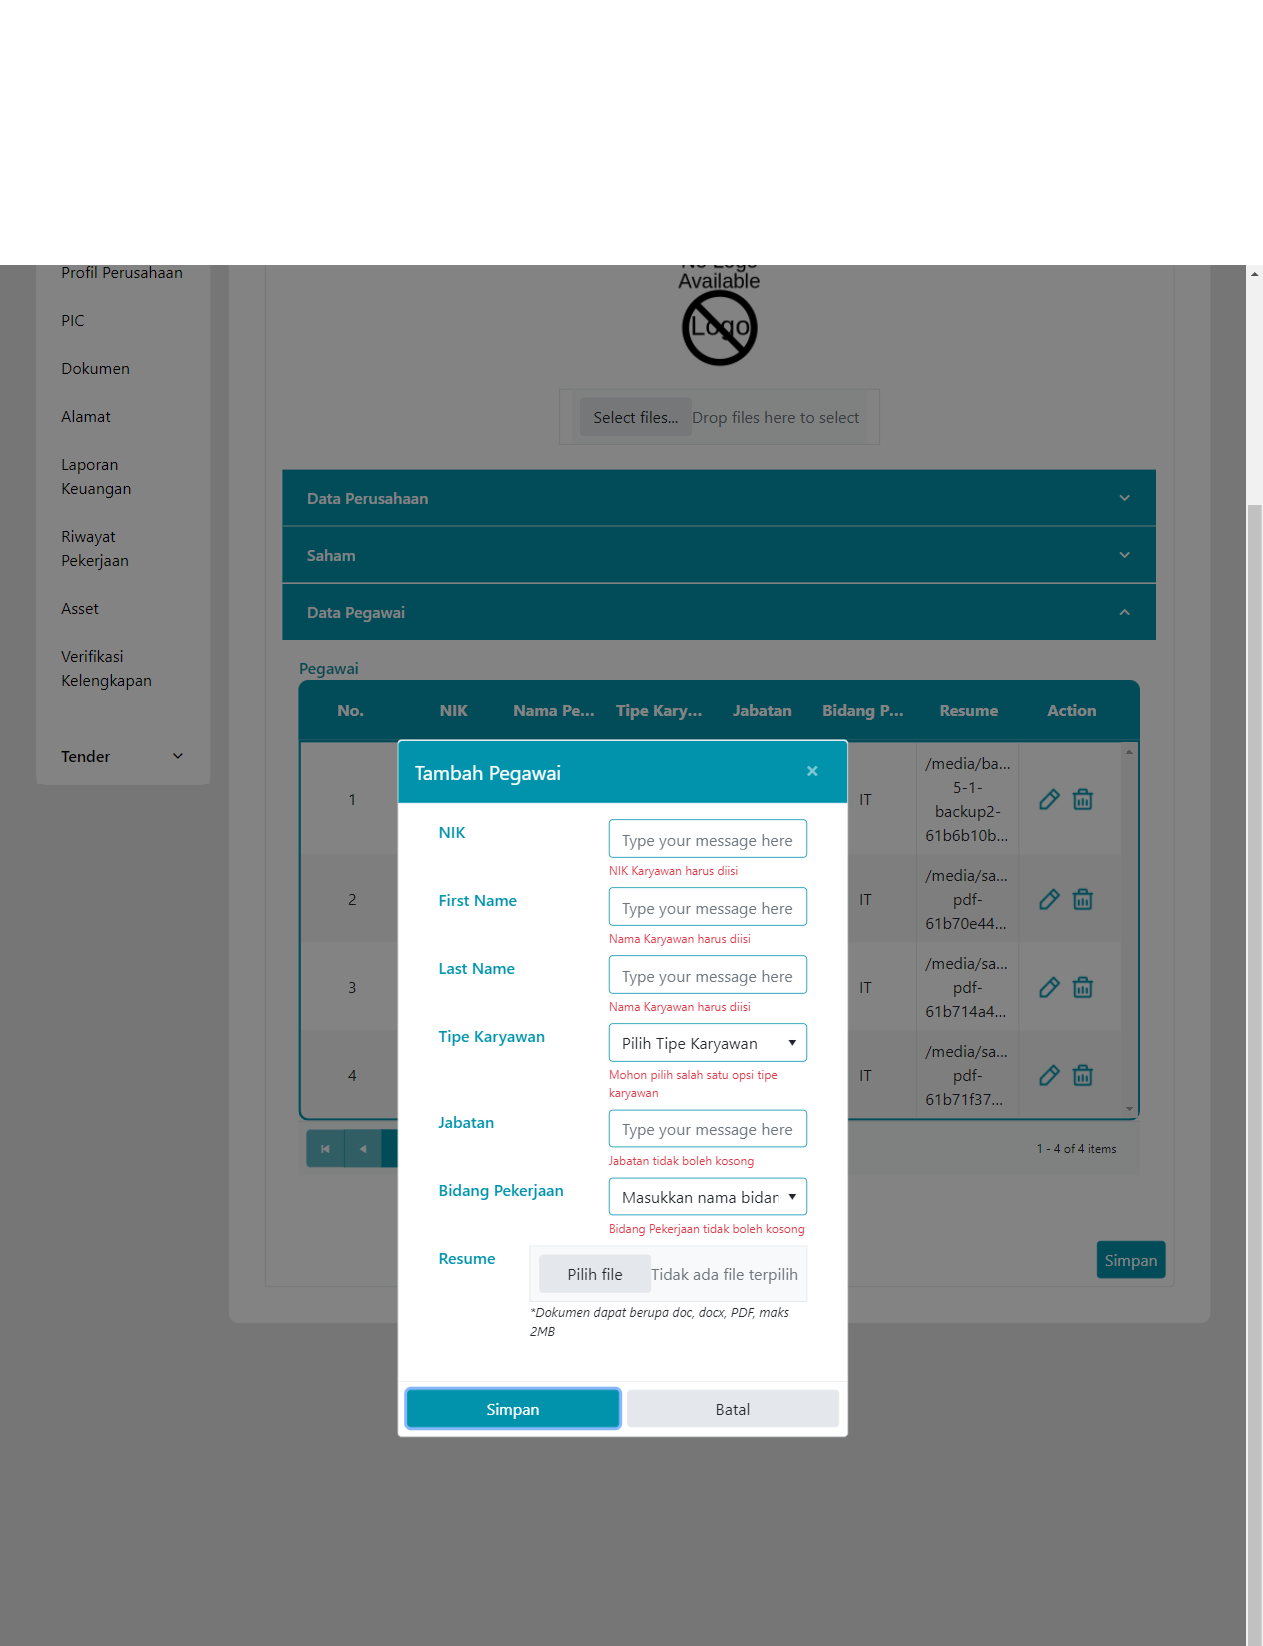 Profil Perusahaan
PIC
Dokumen
Alamat
Laporan
Keuangan
Riwayat
Pekerjaan
Asset
Verifikasi
Kelengkapan
Tender
No Logo
Available
Logo
Select files... Drop files here to select
Data Perusahaan
Saham
Data Pegawai
Pegawai
No. NIK Nama Pe... Tipe Kary... Jabatan Bidang P... Resume Action
1 IT /media/ba...
5-1-
backup2-
61b6b10b...
2 IT /media/sa...
pdf-
61b70e44...
3 IT /media/sa...
pdf-
61b714a4...
4 IT /media/sa...
pdf-
61b71f37...
1 - 4 of 4 items
Simpan
Tambah Pegawai ×
NIK Type your message here
NIK Karyawan harus diisi
First Name Type your message here
Nama Karyawan harus diisi
Last Name Type your message here
Nama Karyawan harus diisi
Tipe Karyawan Pilih Tipe Karyawan
Mohon pilih salah satu opsi tipe
karyawan
Jabatan Type your message here
Jabatan tidak boleh kosong
Bidang Pekerjaan Masukkan nama bidan
Bidang Pekerjaan tidak boleh kosong
Resume Pilih file Tidak ada file terpilih
*Dokumen dapat berupa doc, docx, PDF, maks
2MB
Simpan Batal